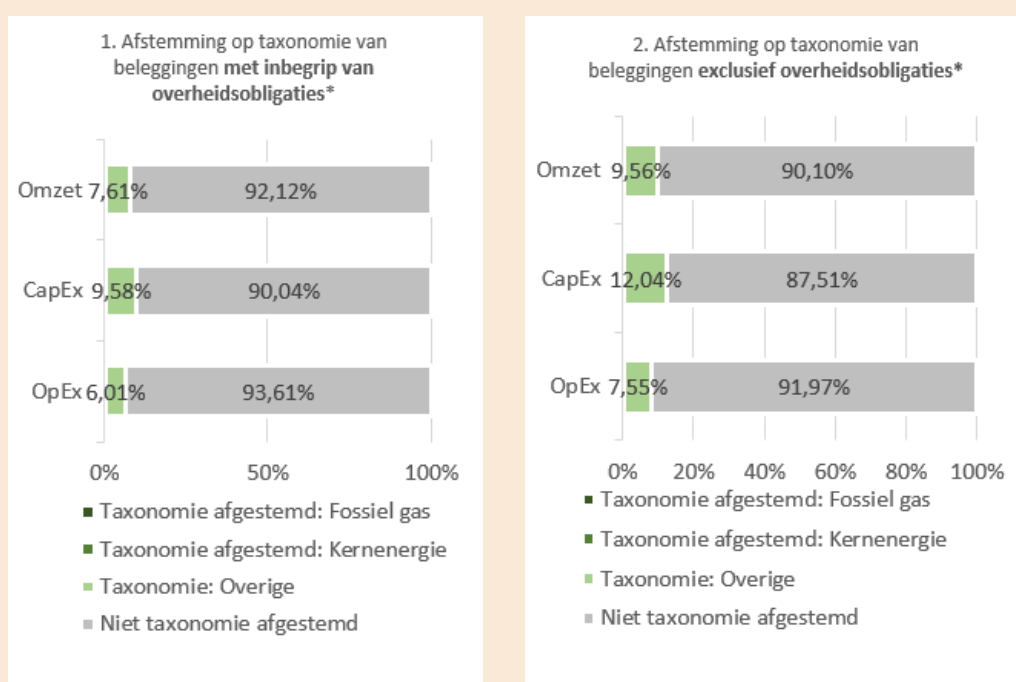 1. Afstemming op taxonomie van
beleggingen met inbegrip van
overheidsobligaties*
Omzet 7,61% 92,12%
CapEx 9,58% 90,04%
OpEx 6,01% 93,61%
0% 50% 100%
Taxonomie afgestemd: Fossiel gas
Taxonomie afgestemd: Kernenergie
Taxonomie: Overige
Niet taxonomie afgestemd
2. Afstemming op taxonomie van
beleggingen exclusief overheidsobligaties*
Omzet 9,56% 90,10%
CapEx 12,04% 87,51%
OpEx 7,55% 91,97%
0% 20% 40% 60% 80% 100%
Taxonomie afgestemd: Fossiel gas
Taxonomie afgestemd: Kernenergie
Taxonomie: Overige
Niet taxonomie afgestemd